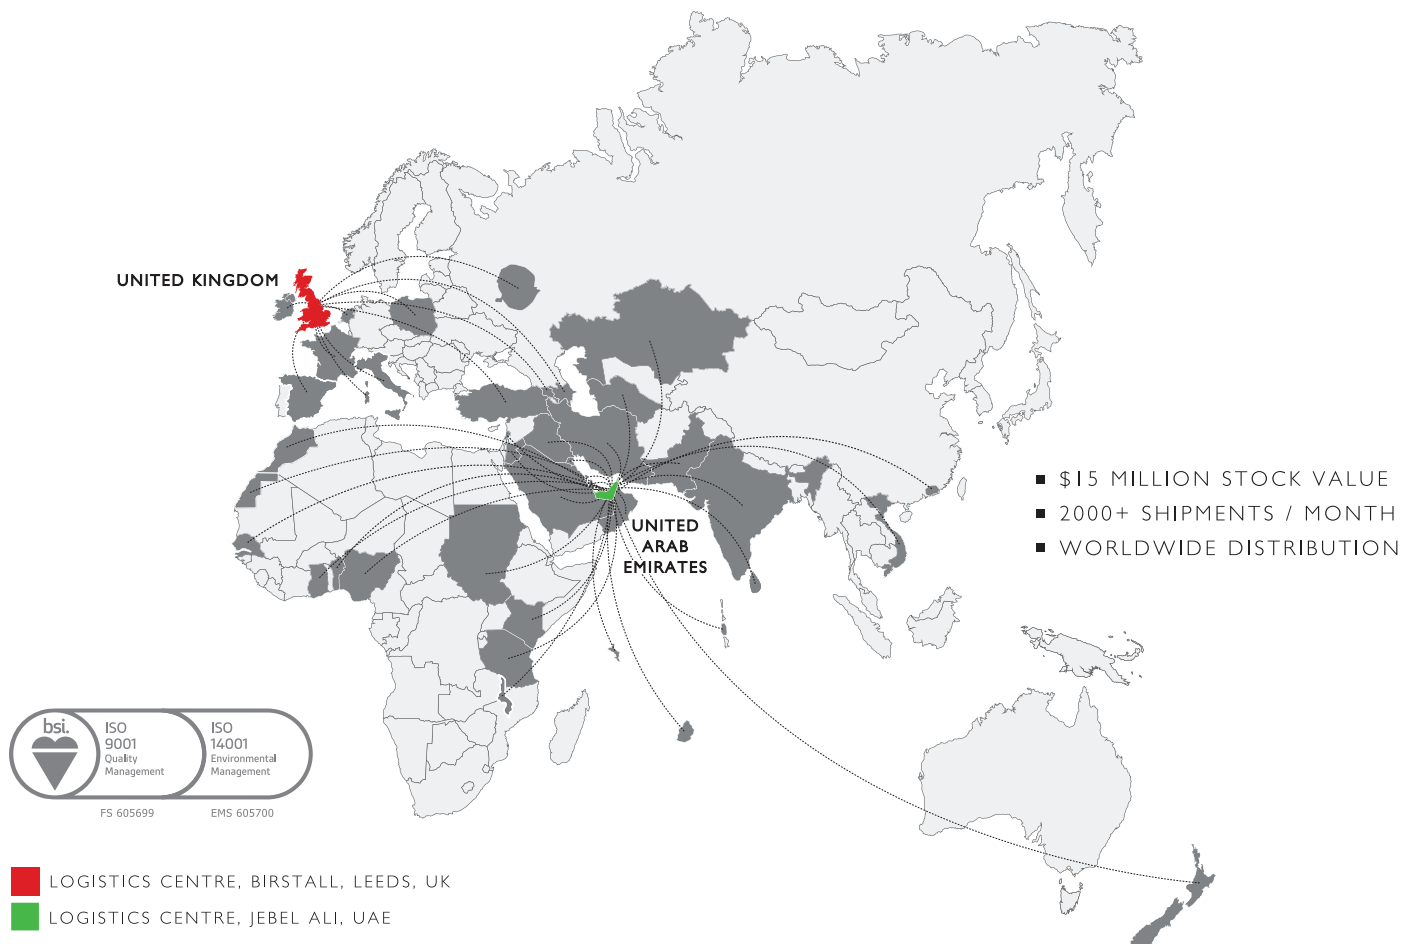 UNITED KINGDOM
UNITED
ARAB
EMIRATES
$15 MILLION STOCK VALUE
2000+ SHIPMENTS / MONTH
WORLDWIDE DISTRIBUTION
bsi.
ISO
9001
Quality
Management
ISO
14001
Environmental
Management
FS 605699
EMS 605700
LOGISTICS CENTRE, BIRSTALL, LEEDS, UK
LOGISTICS CENTRE, JEBEL ALI, UAE